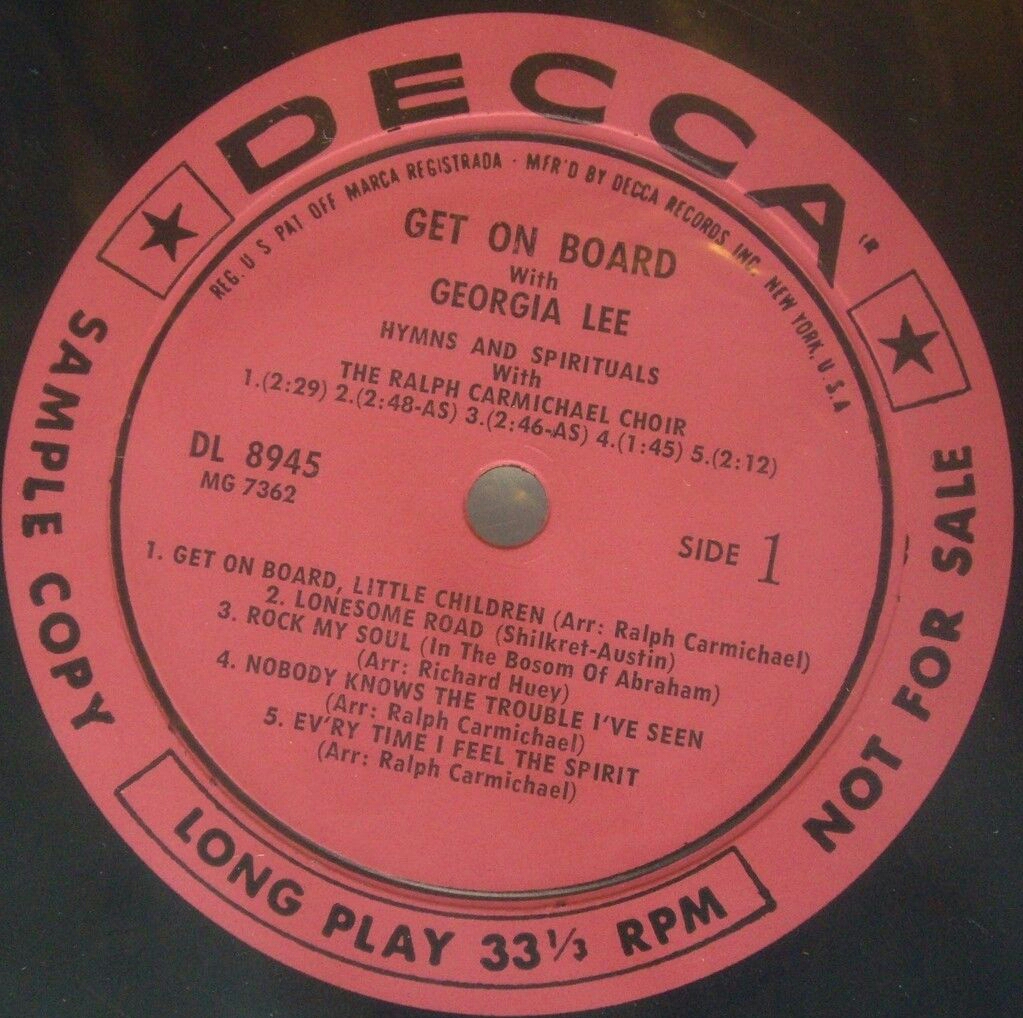 DECCA
REG. U S PAT OFF MARCA REGISTRADA · MFR'D BY DECCA RECORDS INC. NEW YORK, U.S.A
GET ON BOARD
With
GEORGIA LEE
HYMNS AND SPIRITUALS
With
THE RALPH CARMICHAEL CHOIR
1.(2:29) 2.(2:48-AS) 3.(2:46-AS) 4.(1:45) 5.(2:12)
DL 8945
MG 7362
SIDE 1
1. GET ON BOARD, LITTLE CHILDREN (Arr: Ralph Carmichael)
2. LONESOME ROAD (Shilkret-Austin)
3. ROCK MY SOUL (In The Bosom Of Abraham)
(Arr: Richard Huey)
4. NOBODY KNOWS THE TROUBLE I'VE SEEN
(Arr: Ralph Carmichael)
5. EV'RY TIME I FEEL THE SPIRIT
(Arr: Ralph Carmichael)
SAMPLE COPY
NOT FOR SALE
LONG PLAY 33⅓ RPM